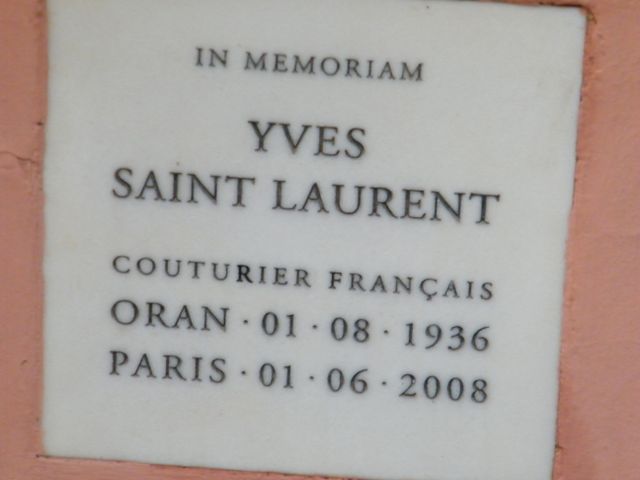 IN MEMORIAM
YVES
SAINT LAURENT
COUTURIER FRANÇAIS
ORAN · 01 · 08 · 1936
PARIS · 01 · 06 · 2008